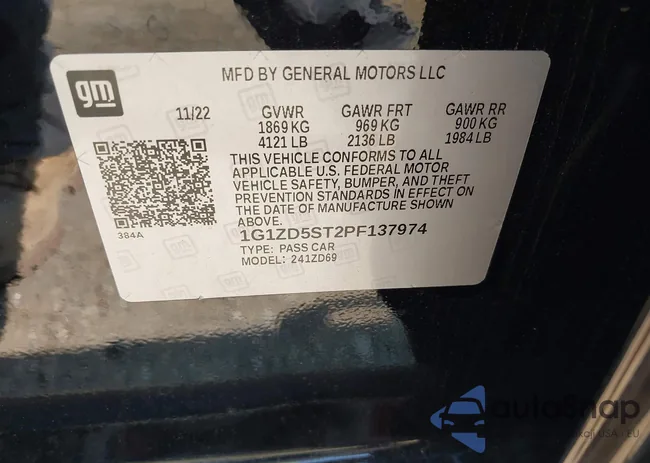 gm
MFD BY GENERAL MOTORS LLC
11/22 GVWR GAWR FRT GAWR RR
1869 KG 969 KG 900 KG
4121 LB 2136 LB 1984 LB
THIS VEHICLE CONFORMS TO ALL
APPLICABLE U.S. FEDERAL MOTOR
VEHICLE SAFETY, BUMPER, AND THEFT
PREVENTION STANDARDS IN EFFECT ON
THE DATE OF MANUFACTURE SHOWN
ABOVE.
384A
1G1ZD5ST2PF137974
TYPE: PASS CAR
MODEL: 241ZD69
autoSnap